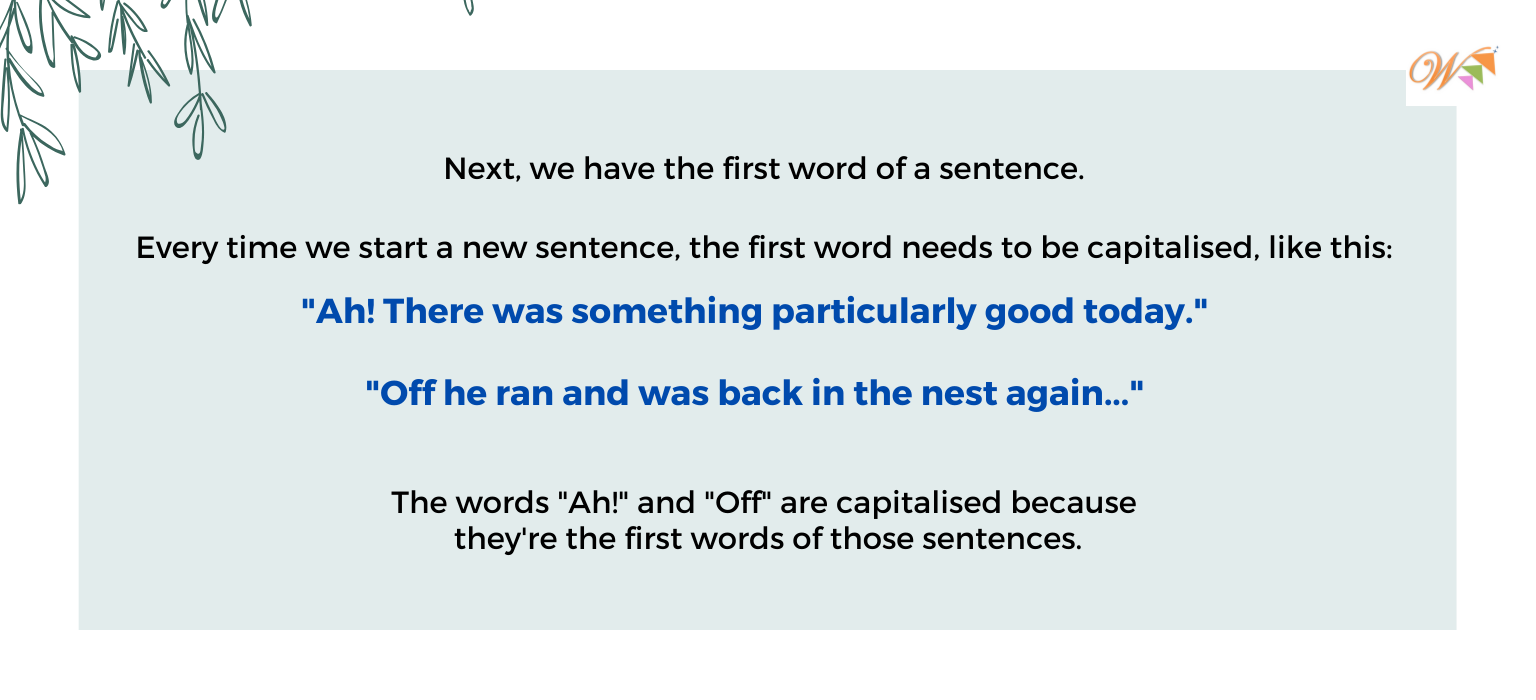 W
Next, we have the first word of a sentence.
Every time we start a new sentence, the first word needs to be capitalised, like this:
"Ah! There was something particularly good today."
"Off he ran and was back in the nest again..."
The words "Ah!" and "Off" are capitalised because
they're the first words of those sentences.